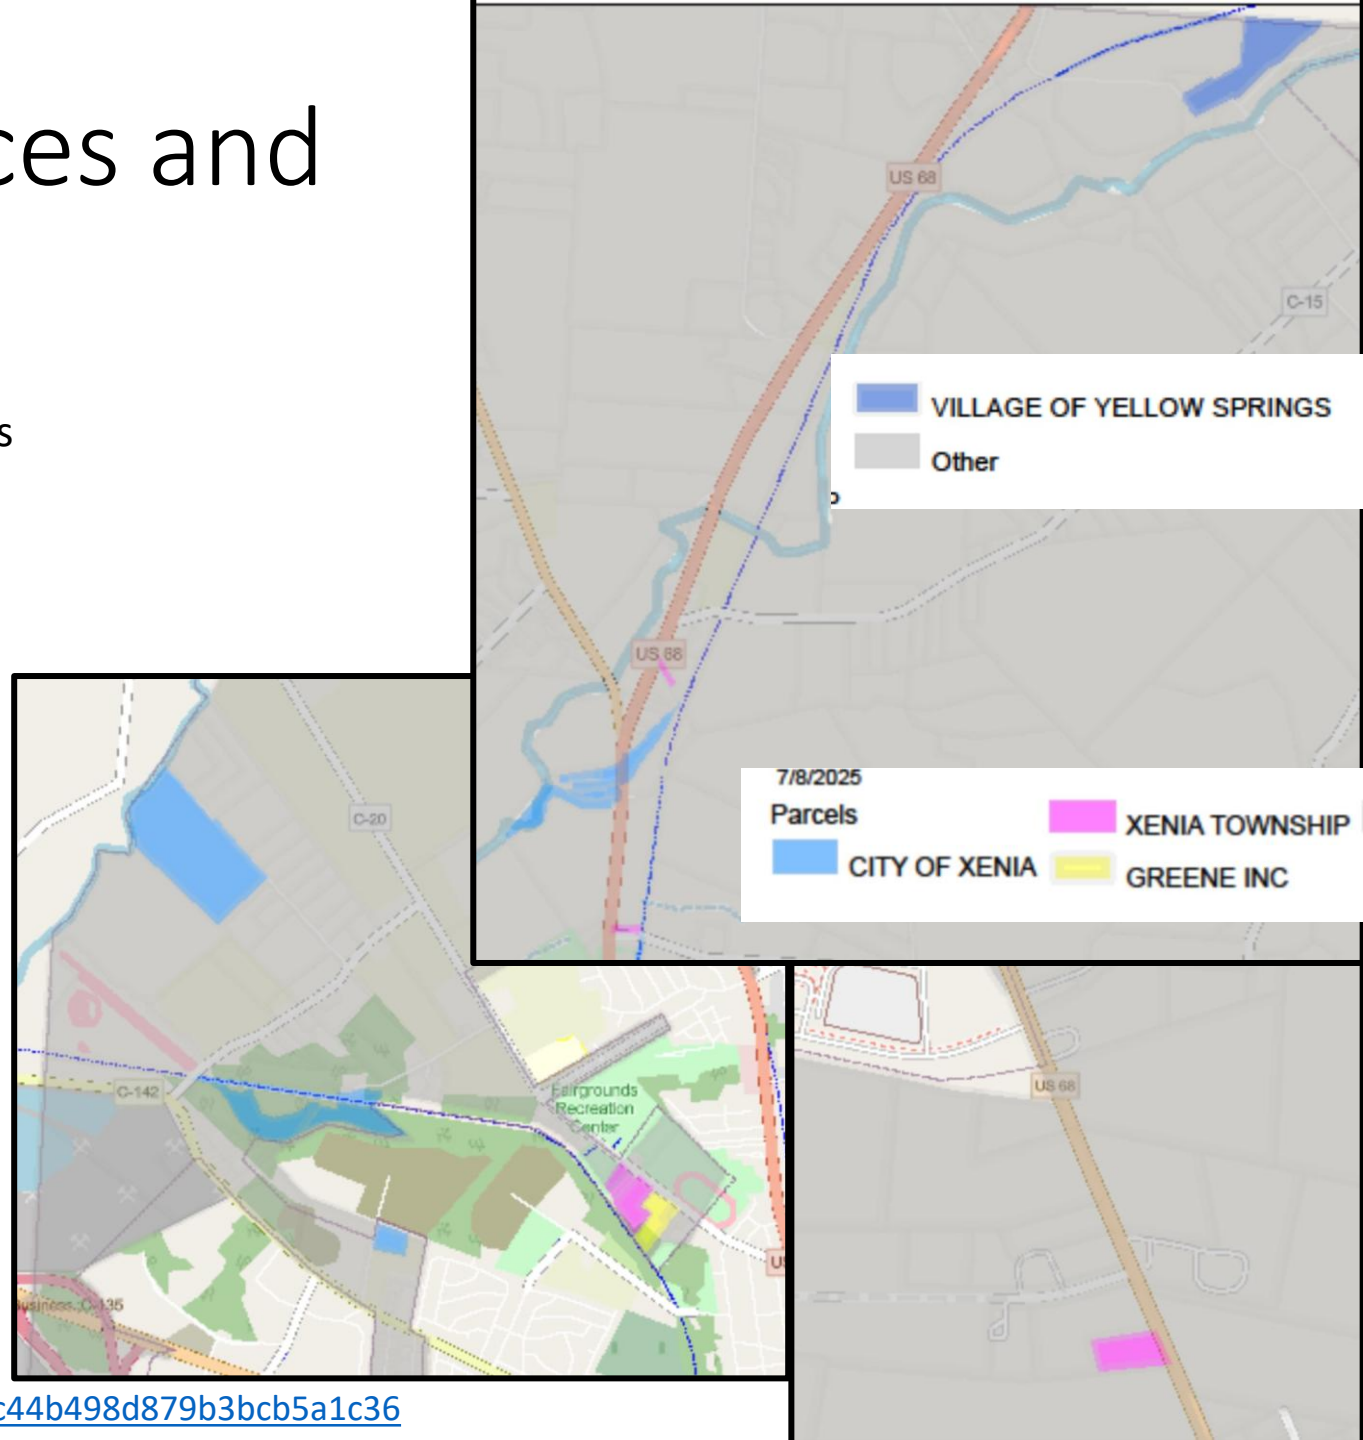 ces and
s
US 68
C-15
VILLAGE OF YELLOW SPRINGS
Other
US 68
7/8/2025
Parcels
XENIA TOWNSHIP
CITY OF XENIA
GREENE INC
C-20
C-142
Fairgrounds
Recreation
Center
US
Business; C-135
US 68
c44b498d879b3bcb5a1c36